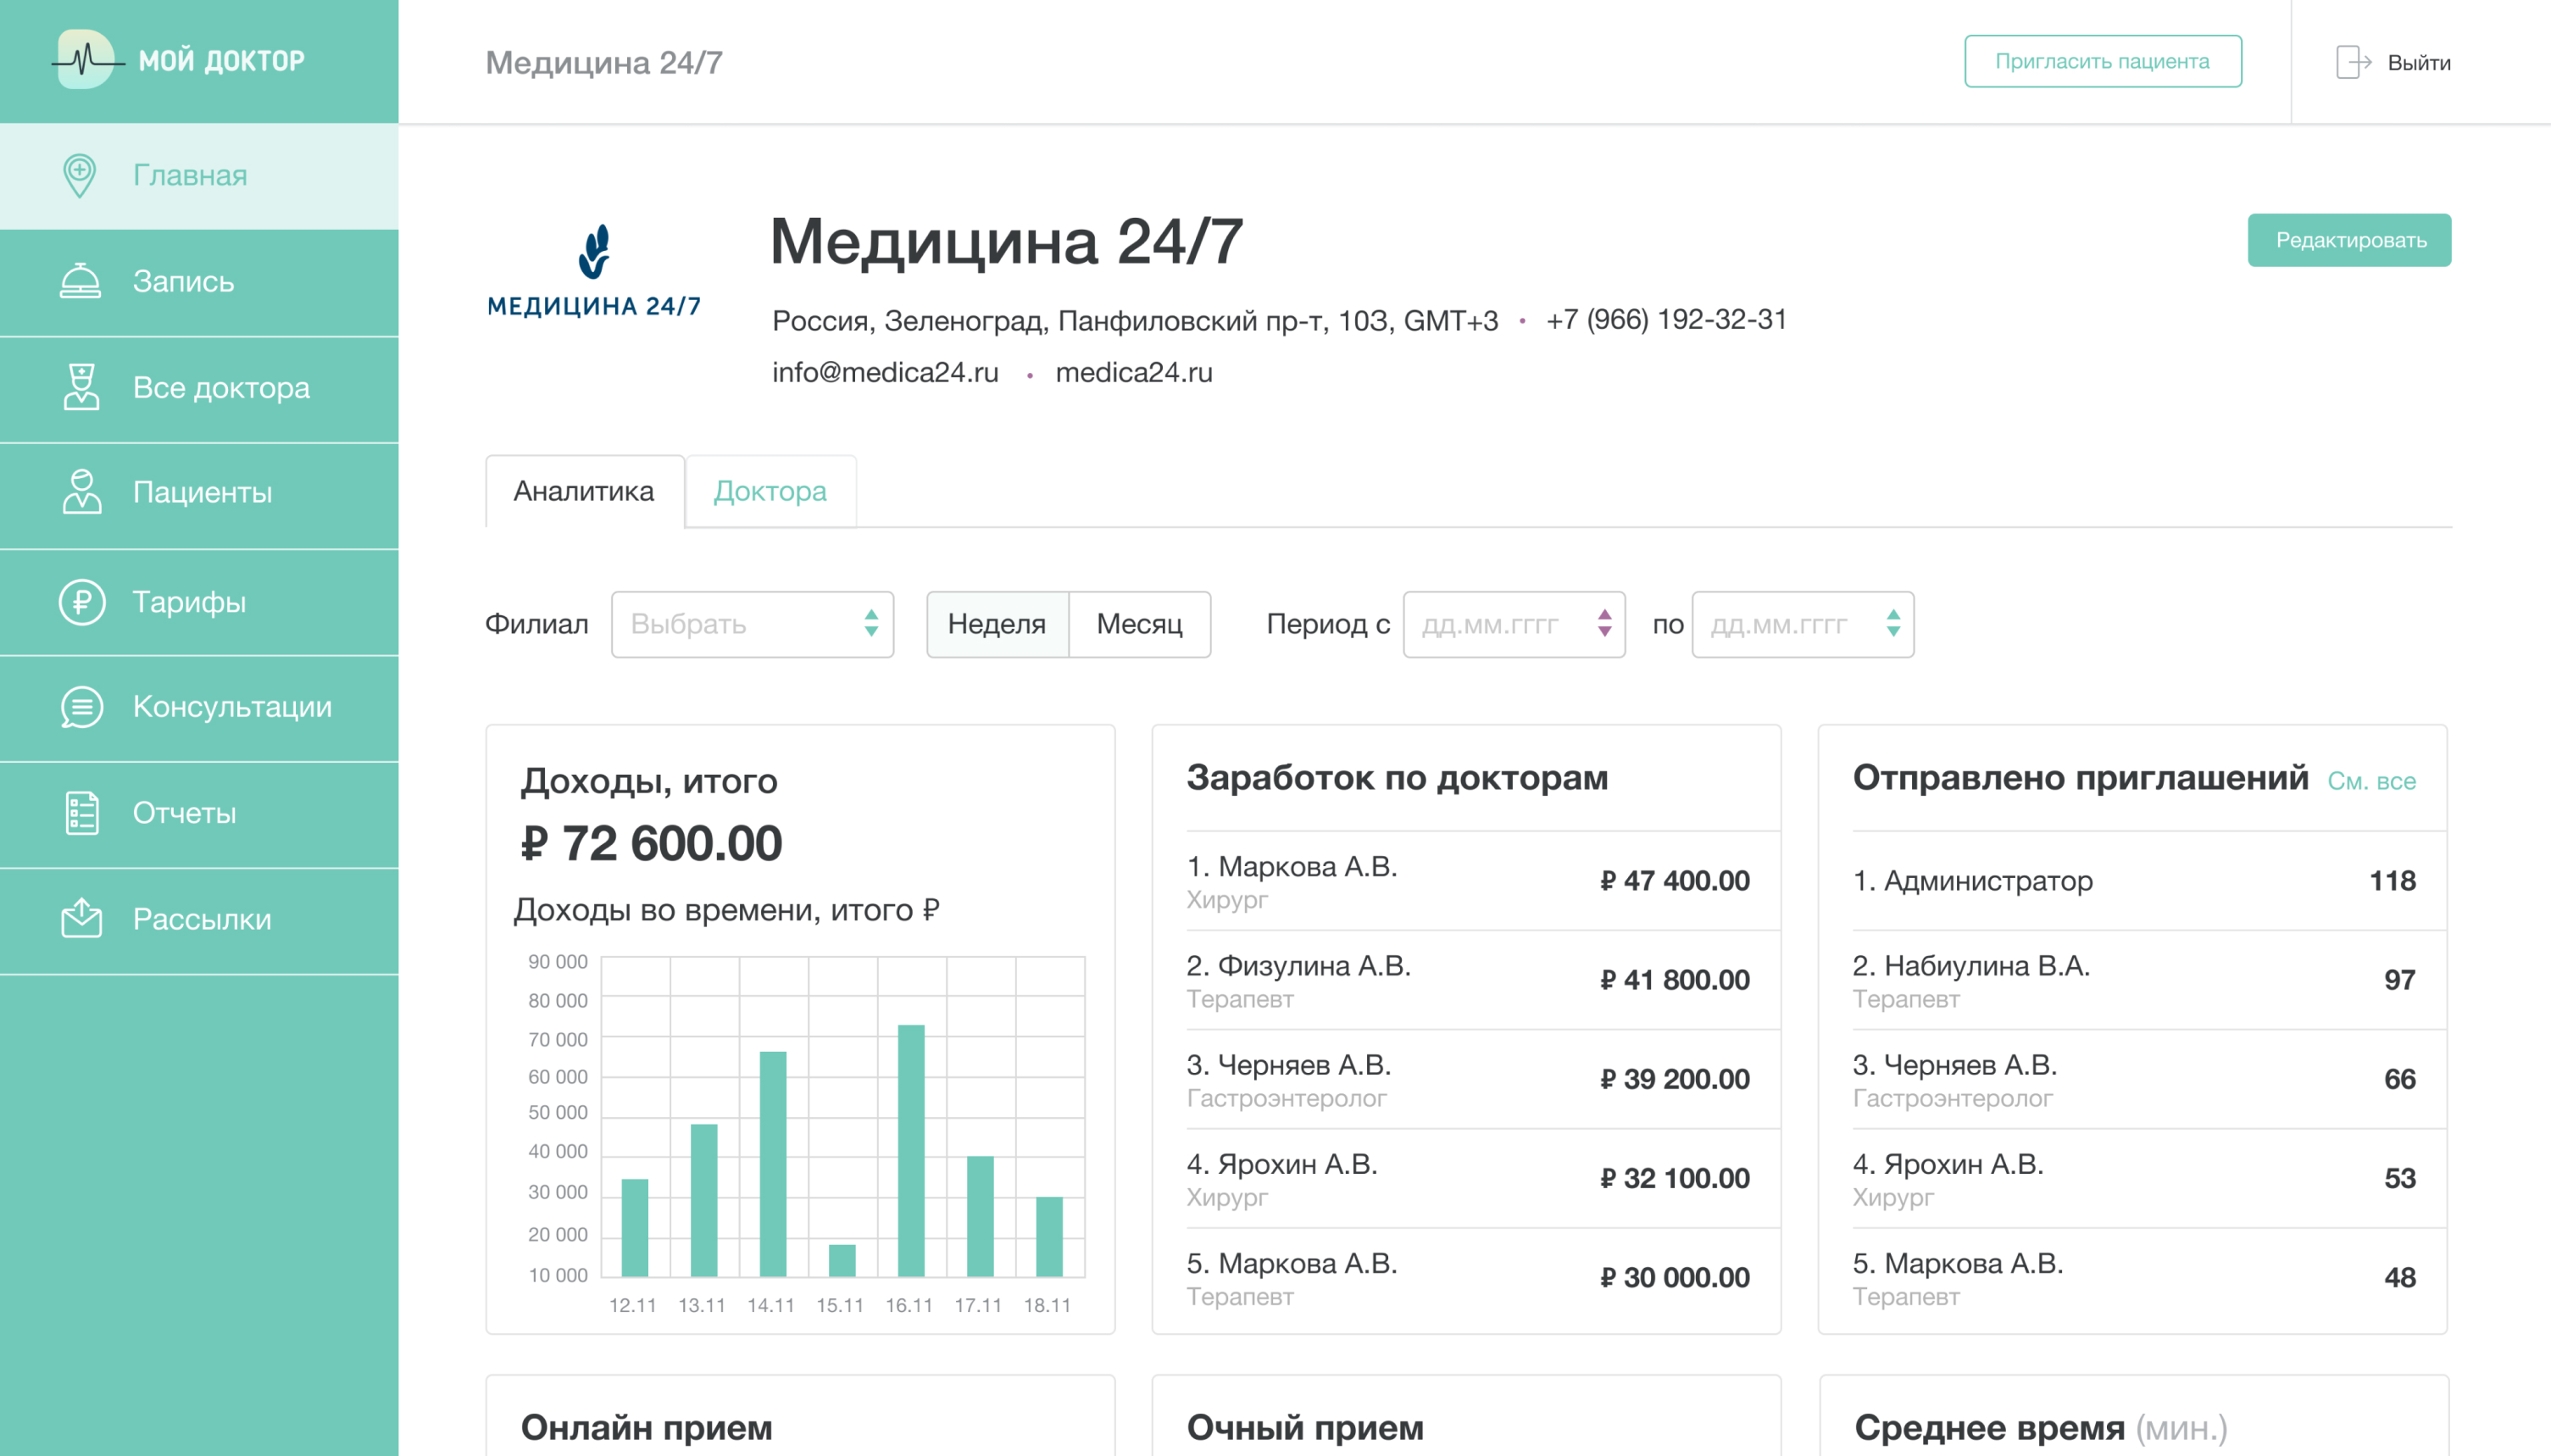 МОЙ ДОКТОР
Медицина 24/7
Пригласить пациента
Выйти
Главная
Запись
Все доктора
Пациенты
Тарифы
Консультации
Отчеты
Рассылки
МЕДИЦИНА 24/7
Медицина 24/7
Редактировать
Россия, Зеленоград, Панфиловский пр-т, 103, GMT+3 • +7 (966) 192-32-31
info@medica24.ru • medica24.ru
Аналитика
Доктора
Филиал Выбрать Неделя Месяц Период с дд.мм.гггг по дд.мм.гггг
Доходы, итого
₽ 72 600.00
Доходы во времени, итого ₽
90 000
80 000
70 000
60 000
50 000
40 000
30 000
20 000
10 000
12.11 13.11 14.11 15.11 16.11 17.11 18.11
Заработок по докторам
1. Маркова А.В. ₽ 47 400.00
Хирург
2. Физулина А.В. ₽ 41 800.00
Терапевт
3. Черняев А.В. ₽ 39 200.00
Гастроэнтеролог
4. Ярохин А.В. ₽ 32 100.00
Хирург
5. Маркова А.В. ₽ 30 000.00
Терапевт
Отправлено приглашений См. все
1. Администратор 118
2. Набиулина В.А. 97
Терапевт
3. Черняев А.В. 66
Гастроэнтеролог
4. Ярохин А.В. 53
Хирург
5. Маркова А.В. 48
Терапевт
Онлайн прием
Очный прием
Среднее время (мин.)